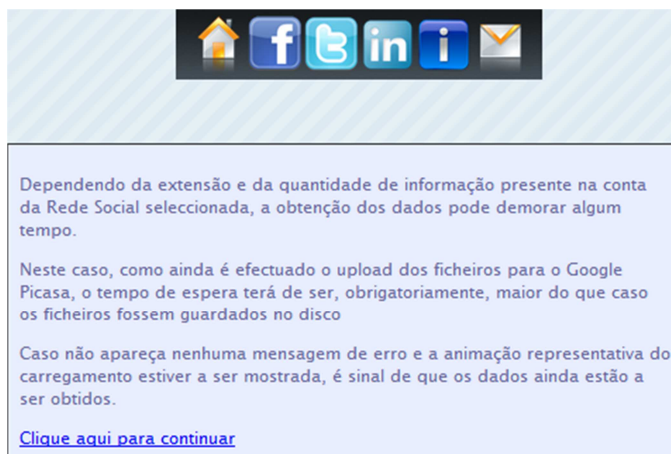 f t in i
Dependendo da extensão e da quantidade de informação presente na conta
da Rede Social seleccionada, a obtenção dos dados pode demorar algum
tempo.
Neste caso, como ainda é efectuado o upload dos ficheiros para o Google
Picasa, o tempo de espera terá de ser, obrigatoriamente, maior do que caso
os ficheiros fossem guardados no disco
Caso não apareça nenhuma mensagem de erro e a animação representativa do
carregamento estiver a ser mostrada, é sinal de que os dados ainda estão a
ser obtidos.
Clique aqui para continuar